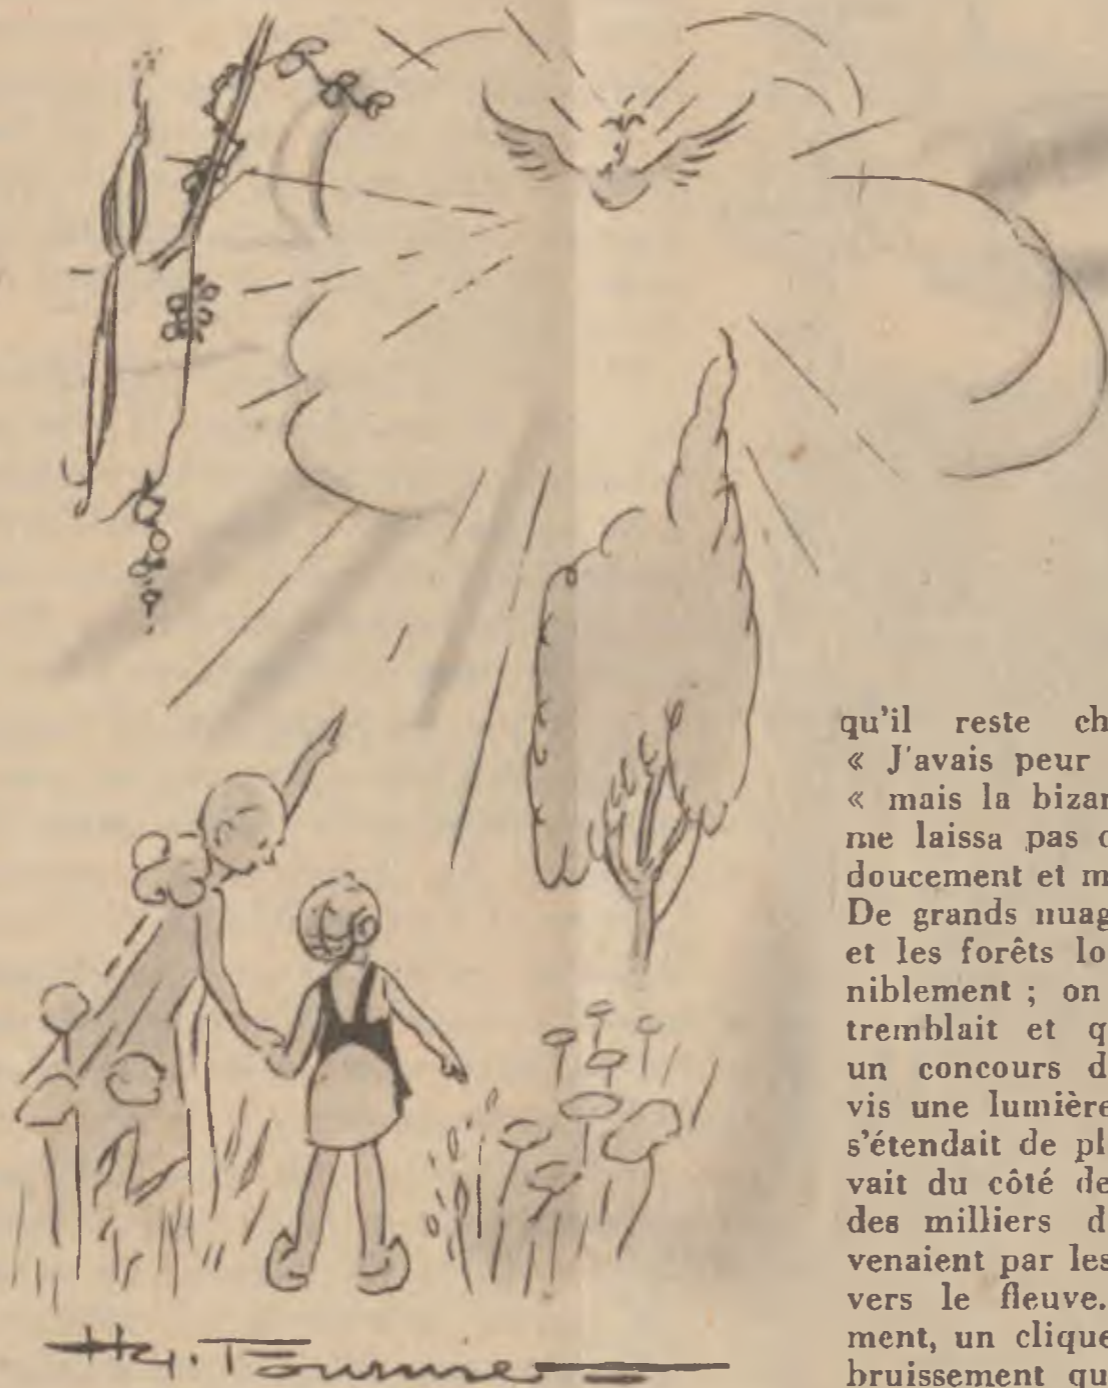 qu'il reste ch
« J'avais peur
« mais la bizar
me laissa pas
doucement et m
De grands nuag
et les forêts lo
niblement ; on
tremblait et q
un concours d
vis une lumière
s'étendait de pl
vait du côté de
des milliers d
venaient par les
vers le fleuve.
ment, un clique
bruissement qu
Hy. Fournier